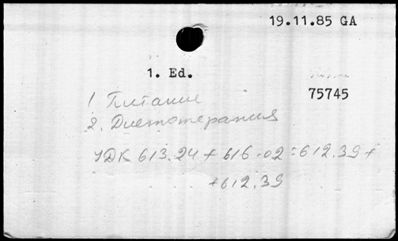 19.11.85 GA
1. Ed.
75745
1. Питание
2. Диетотерапия
УДК 613.24 + 616-02:612.39 +
+612.39